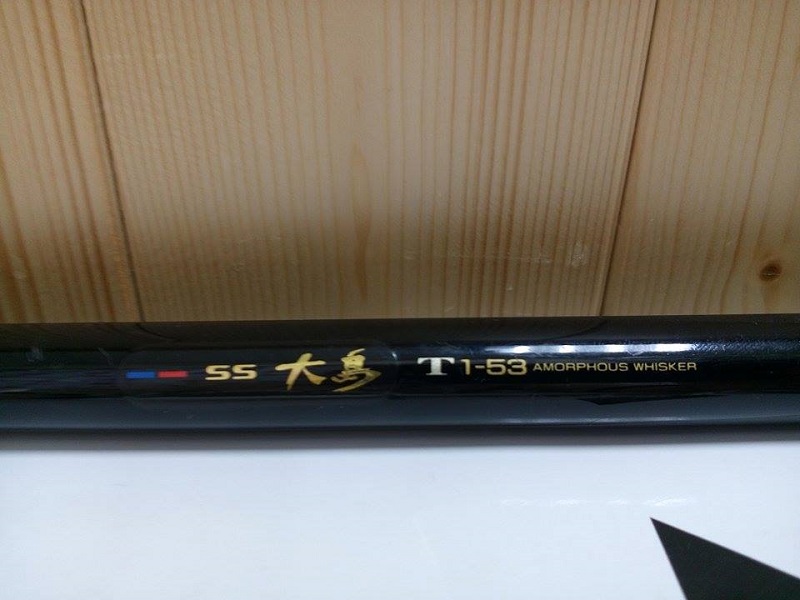 SS 大島 T1-53 AMORPHOUS WHISKER